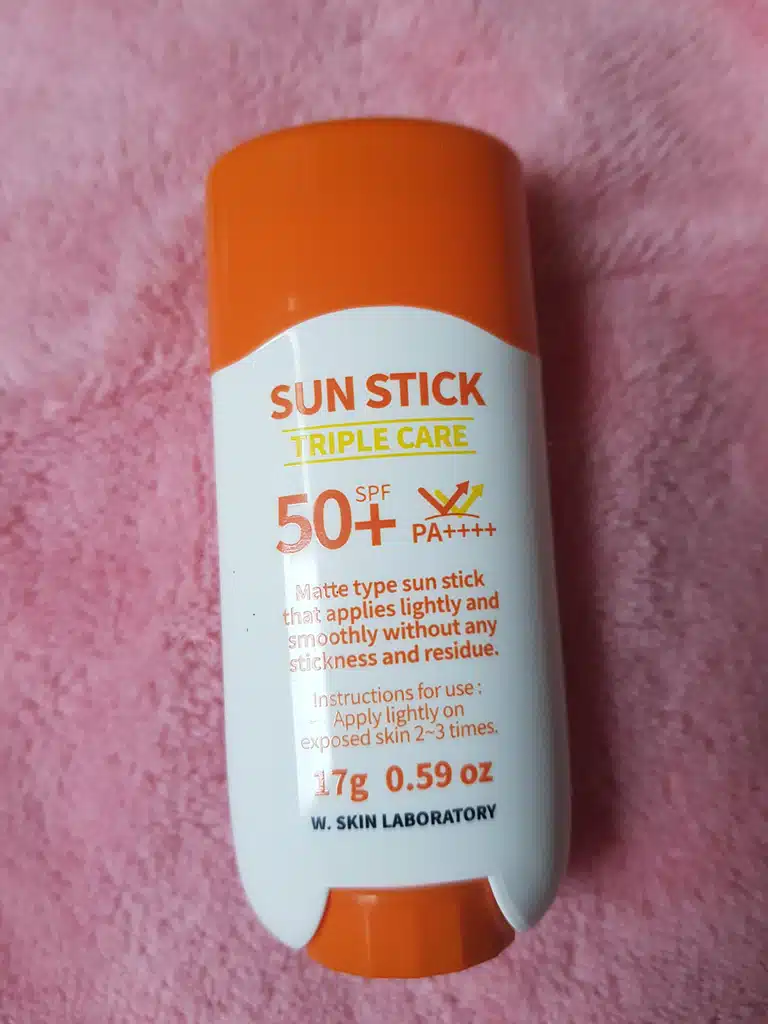 SUN STICK
TRIPLE CARE
50+ SPF
PA++++
Matte type sun stick
that applies lightly and
smoothly without any
stickness and residue.
Instructions for use :
Apply lightly on
exposed skin 2~3 times.
17g 0.59 oz
W. SKIN LABORATORY